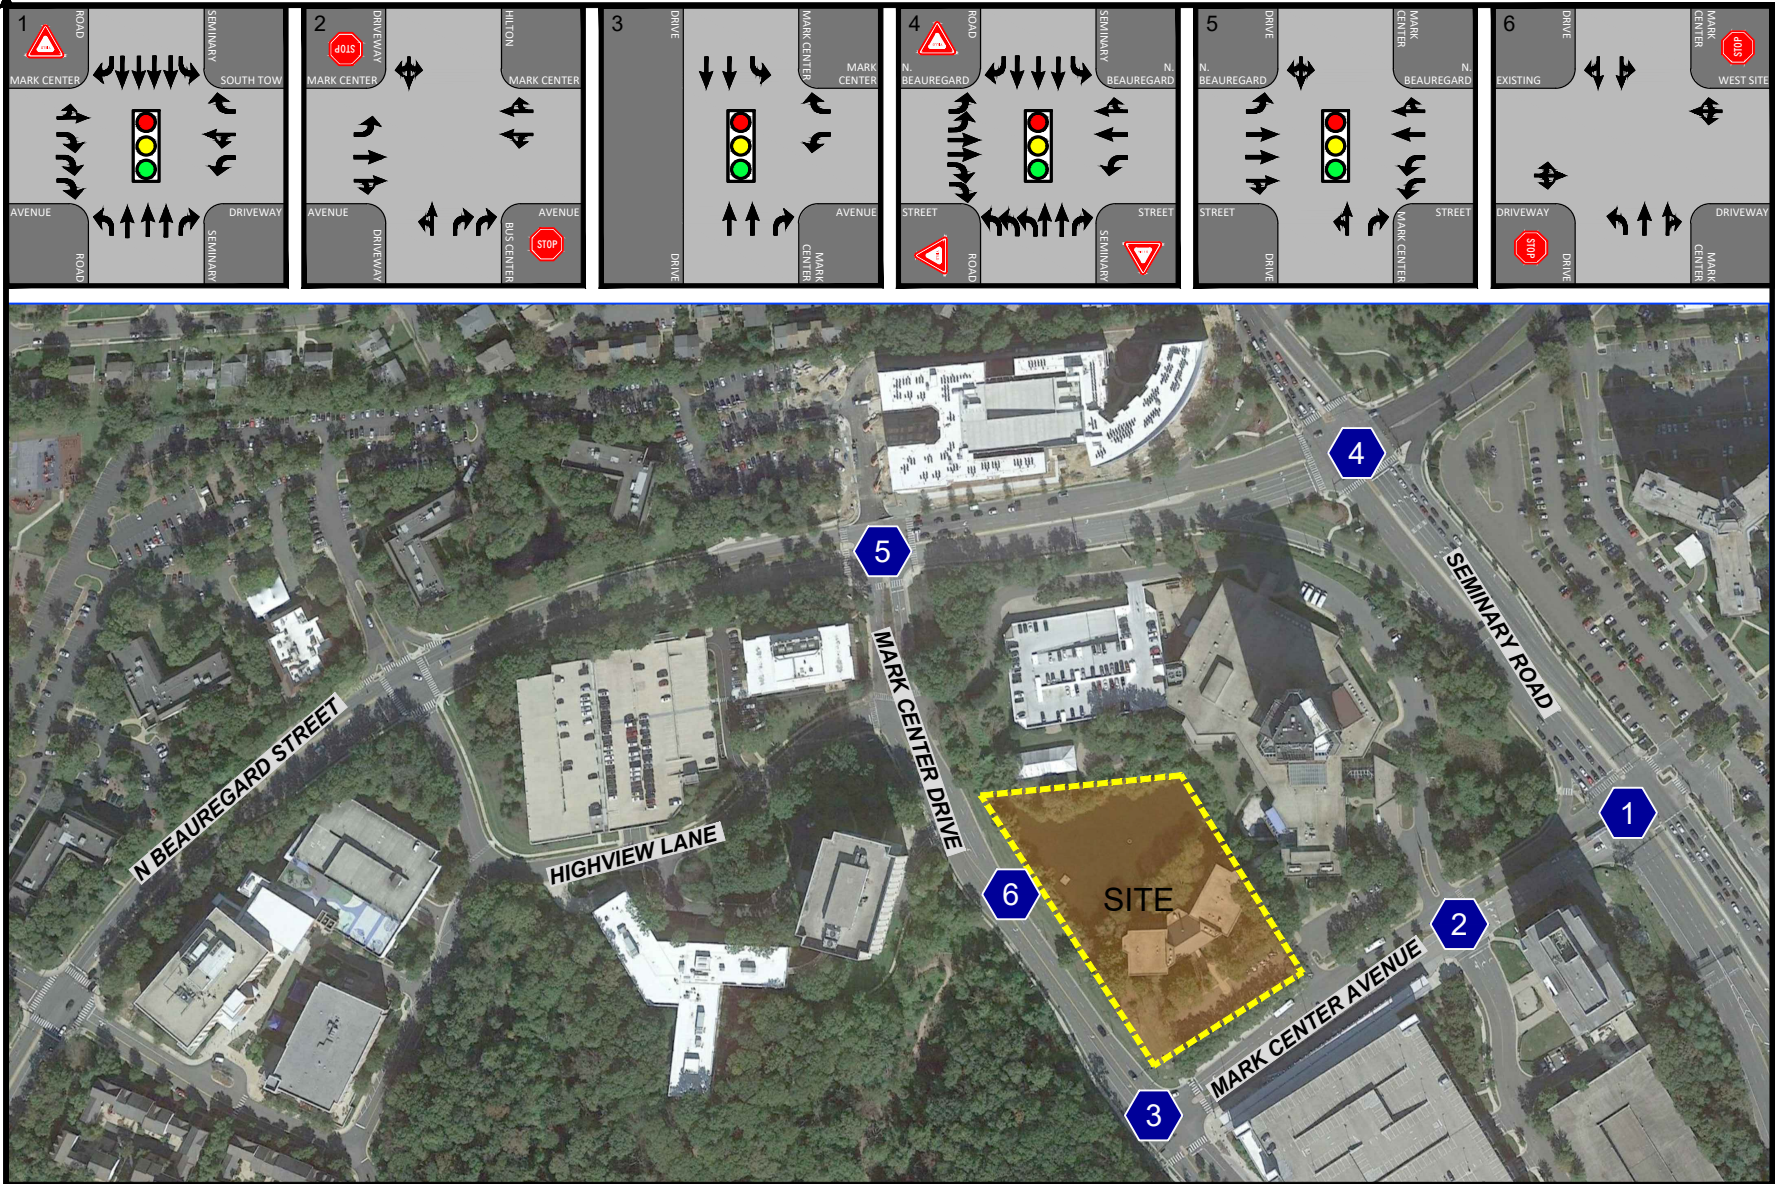 1
ROAD
SEMINARY
MARK CENTER
SOUTH TOW
AVENUE
DRIVEWAY
ROAD
SEMINARY
2
STOP
DRIVEWAY
HILTON
MARK CENTER
MARK CENTER
AVENUE
AVENUE
DRIVEWAY
BUS CENTER
STOP
3
DRIVE
MARK CENTER
MARK
CENTER
AVENUE
DRIVE
MARK
CENTER
4
ROAD
SEMINARY
N.
BEAUREGARD
N.
BEAUREGARD
STREET
STREET
ROAD
SEMINARY
5
DRIVE
MARK
CENTER
N.
BEAUREGARD
N.
BEAUREGARD
STREET
STREET
DRIVE
MARK CENTER
6
DRIVE
MARK
CENTER
STOP
EXISTING
WEST SITE
DRIVEWAY
DRIVEWAY
STOP
DRIVE
MARK
CENTER
4
5
SEMINARY ROAD
MARK CENTER DRIVE
N BEAUREGARD STREET
HIGHVIEW LANE
1
6
SITE
2
MARK CENTER AVENUE
3